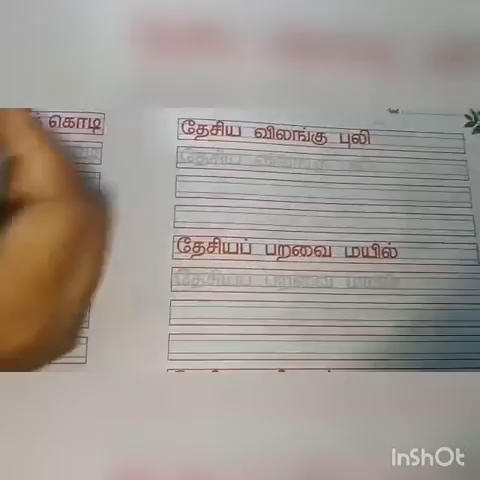 கொடி
தேசிய விலங்கு புலி
தேசிய விலங்கு புலி
தேசியப் பறவை மயில்
தேசியப் பறவை மயில்
InShOt